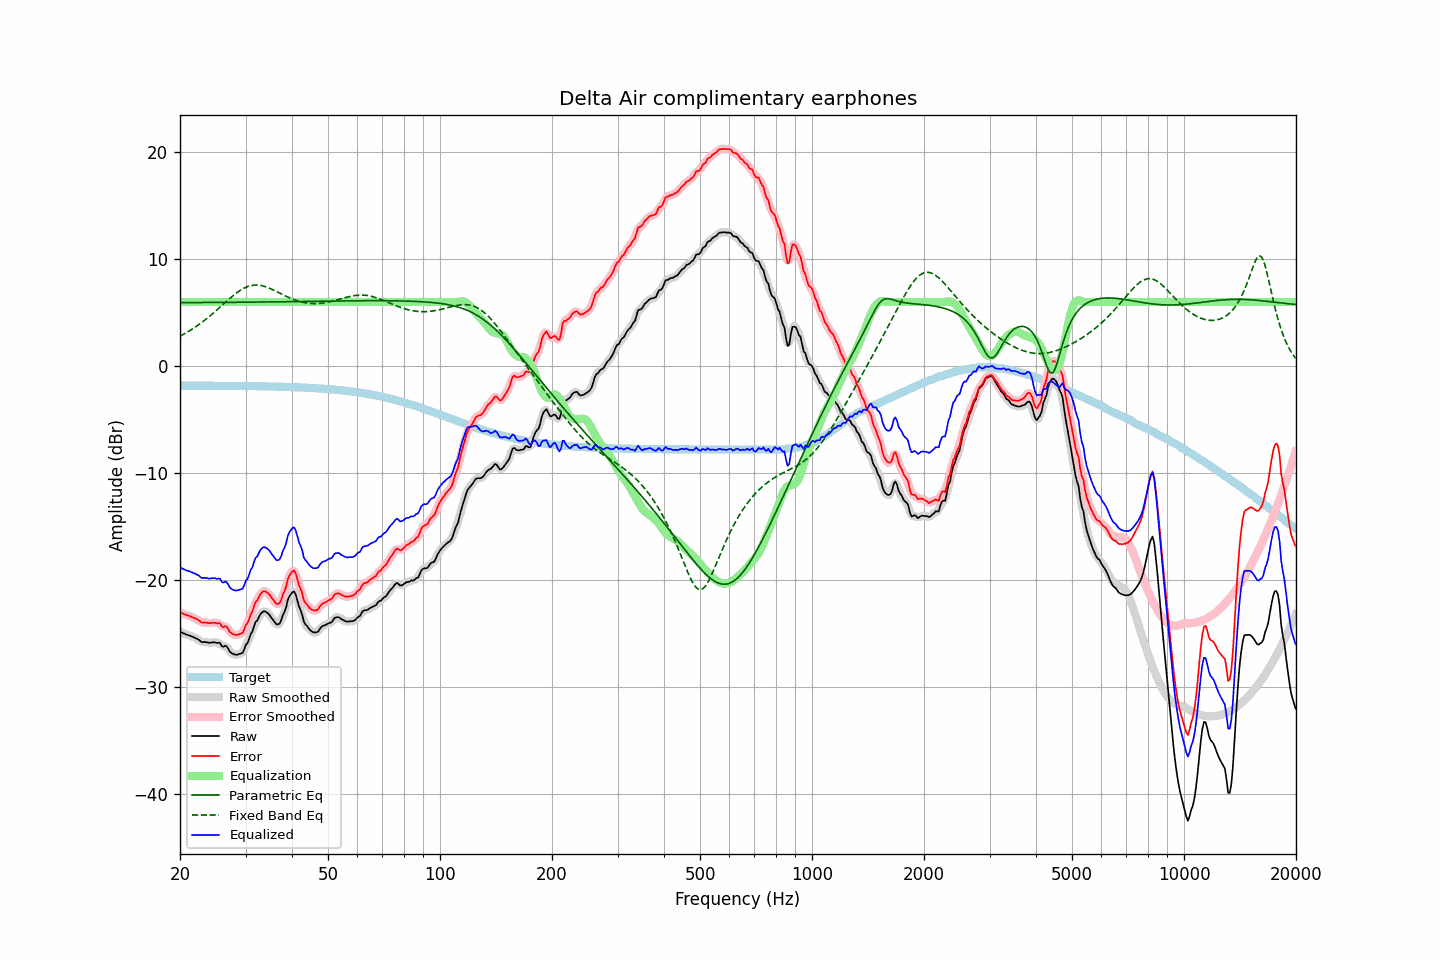 Delta Air complimentary earphones
20
10
0
−10
−20
−30
−40
Amplitude (dBr)
Target
Raw Smoothed
Error Smoothed
Raw
Error
Equalization
Parametric Eq
Fixed Band Eq
Equalized
20 50 100 200 500 1000 2000 5000 10000 20000
Frequency (Hz)